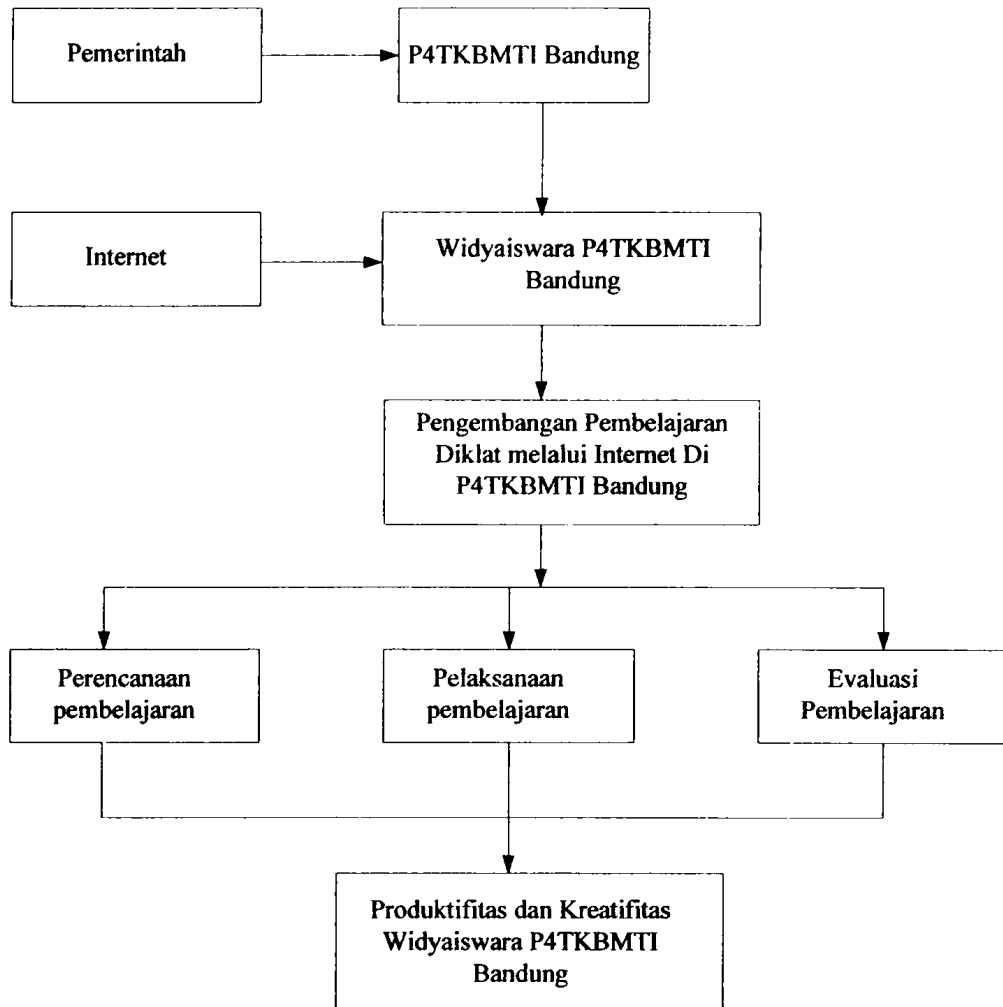 Pemerintah
P4TKBMTI Bandung
Internet
Widyaiswara P4TKBMTI
Bandung
Pengembangan Pembelajaran
Diklat melalui Internet Di
P4TKBMTI Bandung
Perencanaan
pembelajaran
Pelaksanaan
pembelajaran
Evaluasi
Pembelajaran
Produktifitas dan Kreatifitas
Widyaiswara P4TKBMTI
Bandung